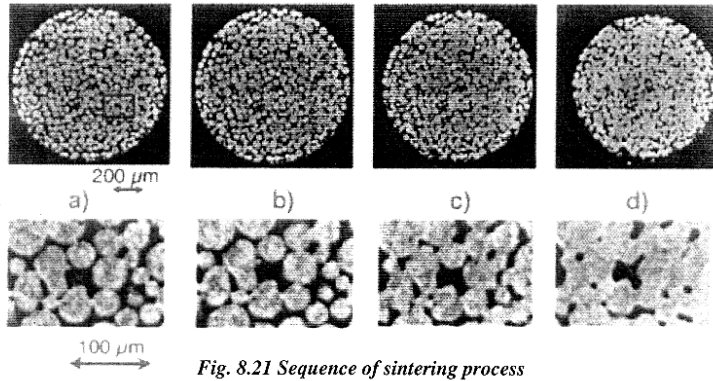 200 µm
a) b) c) d)
100 µm
Fig. 8.21 Sequence of sintering process